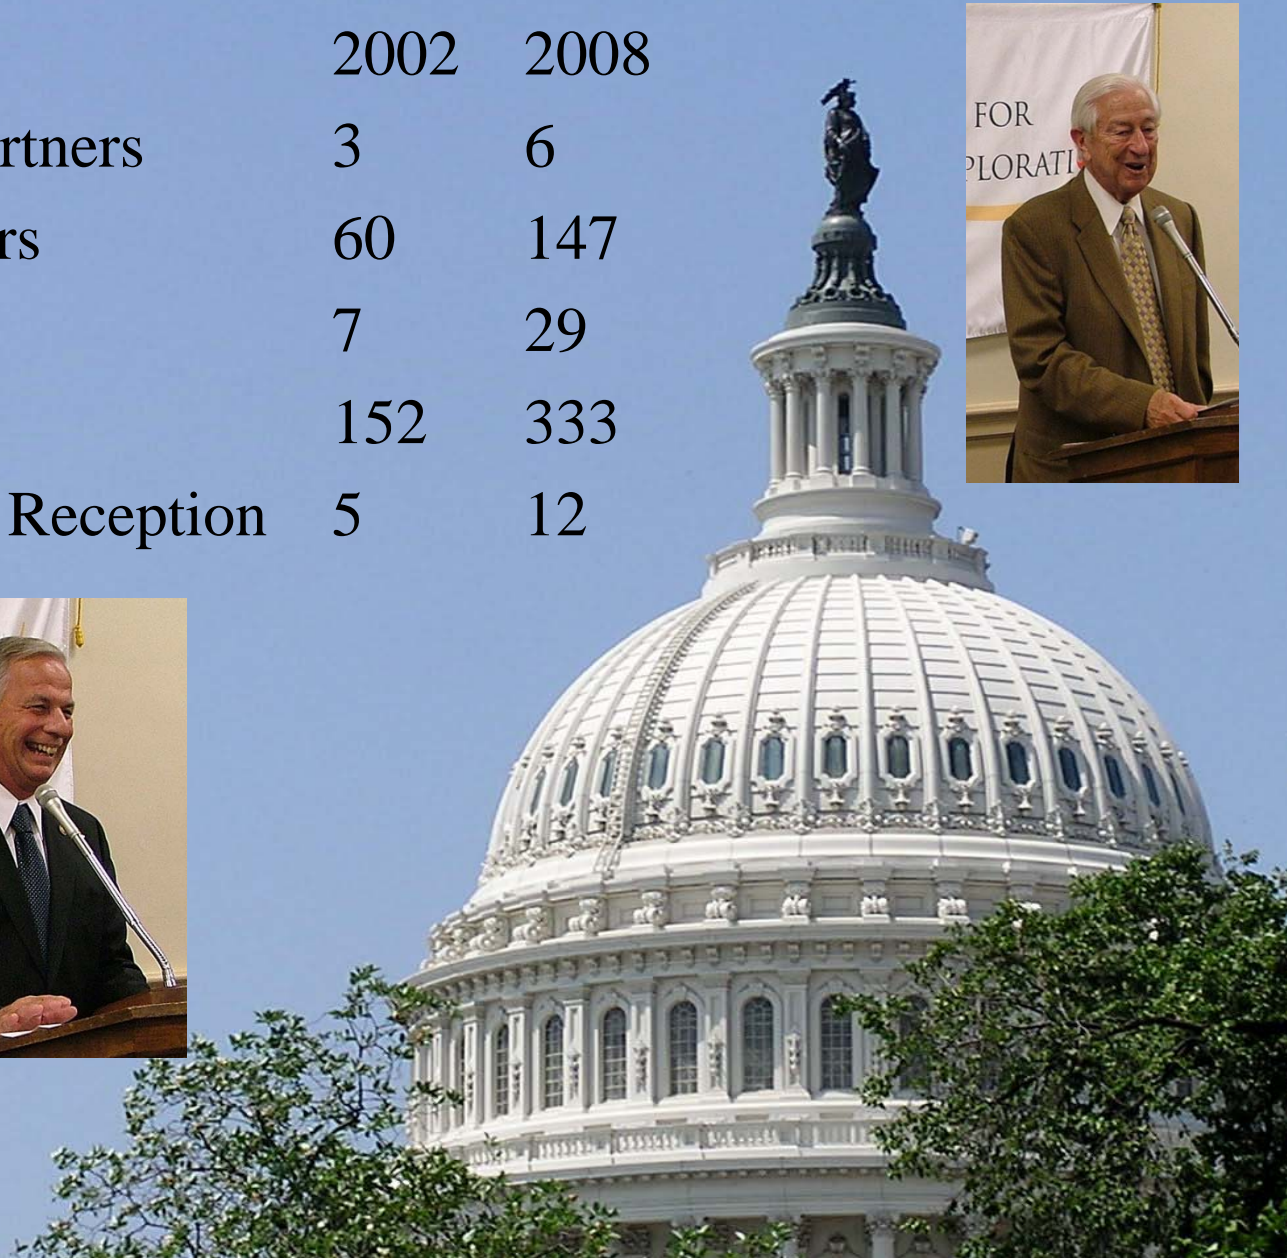 2002 2008
rtners 3 6
rs 60 147
7 29
152 333
Reception 5 12
FOR
PLORATI